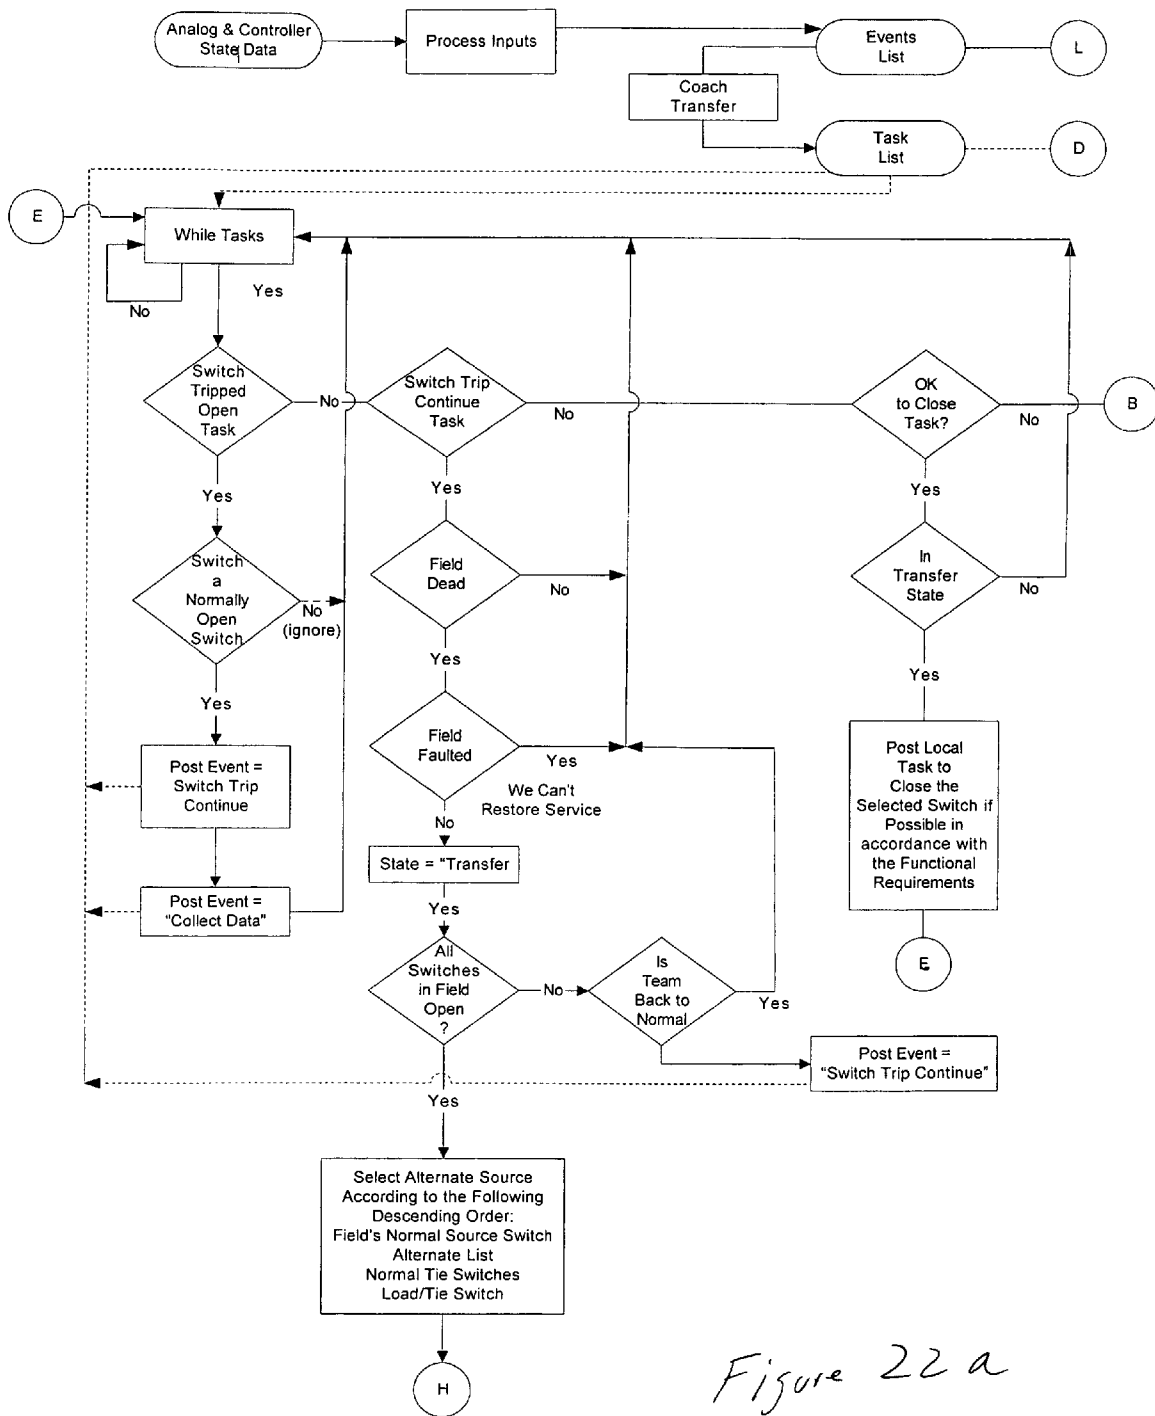 Analog & Controller
State Data
Process Inputs
Events
List
L
Coach
Transfer
Task
List
D
E
While Tasks
Yes
No
Switch
Tripped
Open
Task
No
Switch Trip
Continue
Task
No
OK
to Close
Task?
No
B
Yes
Yes
Yes
Switch
a
Normally
Open
Switch
No
(ignore)
Field
Dead
No
In
Transfer
State
No
Yes
Yes
Yes
Post Event =
Switch Trip
Continue
Field
Faulted
Yes
We Can't
Restore Service
No
Post Local
Task to
Close the
Selected Switch if
Possible in
accordance with
the Functional
Requirements
State = "Transfer
Post Event =
"Collect Data"
Yes
All
Switches
in Field
Open
?
No
Is
Team
Back to
Normal
Yes
E
Post Event =
"Switch Trip Continue"
Yes
Select Alternate Source
According to the Following
Descending Order:
Field's Normal Source Switch
Alternate List
Normal Tie Switches
Load/Tie Switch
H
Figure 22a